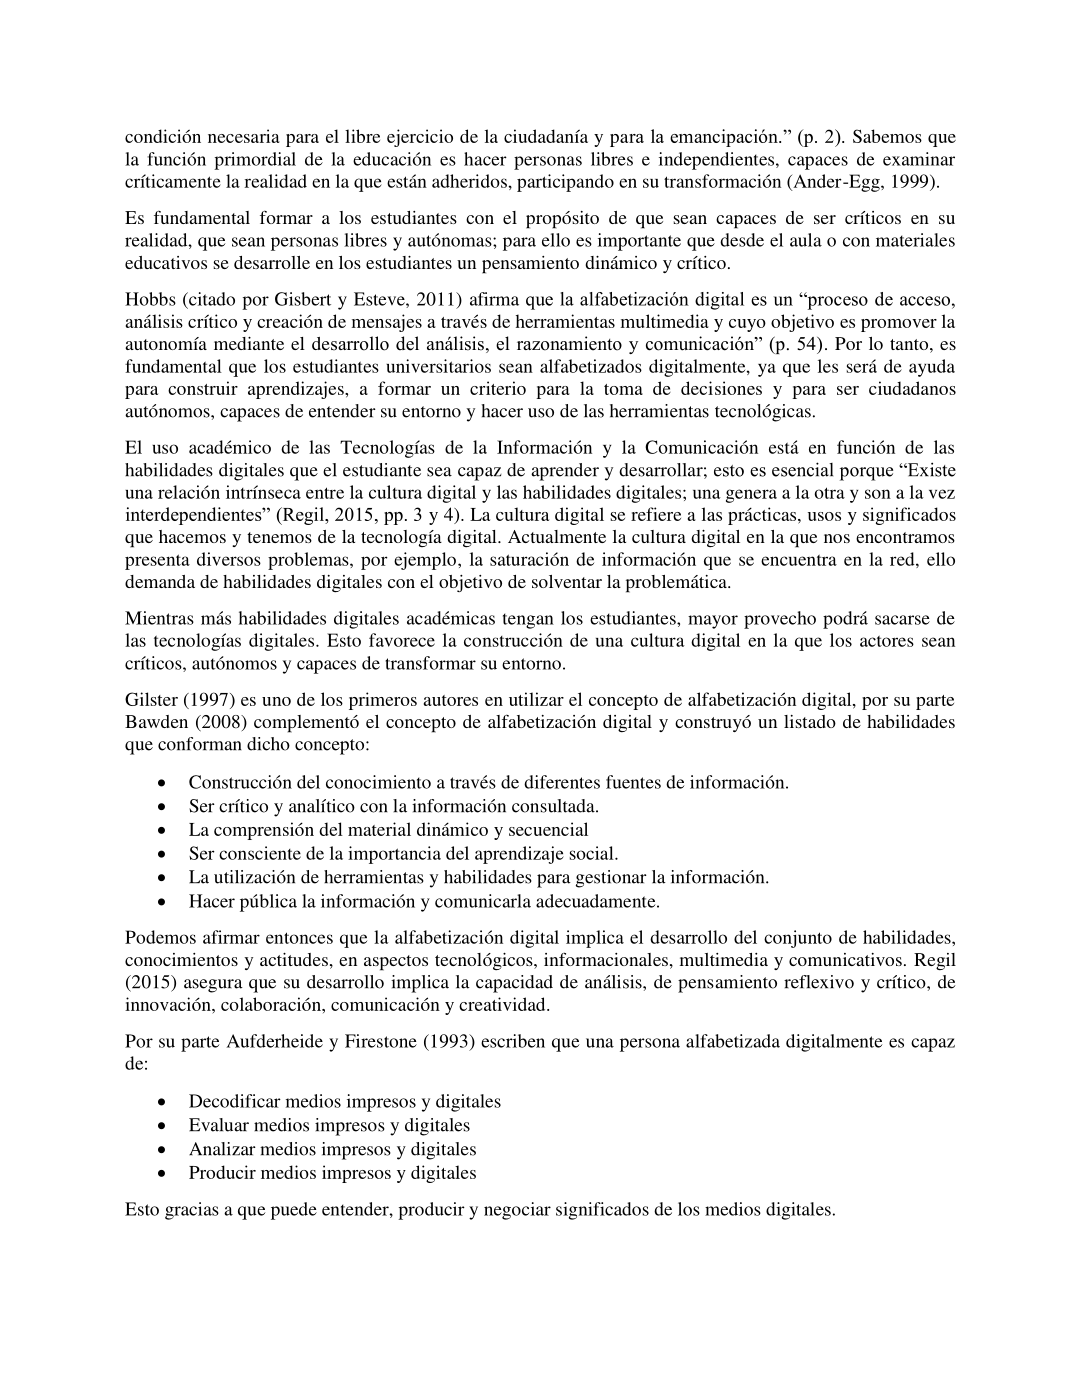 condición necesaria para el libre ejercicio de la ciudadanía y para la emancipación.” (p. 2). Sabemos que
la función primordial de la educación es hacer personas libres e independientes, capaces de examinar
críticamente la realidad en la que están adheridos, participando en su transformación (Ander-Egg, 1999).
Es fundamental formar a los estudiantes con el propósito de que sean capaces de ser críticos en su
realidad, que sean personas libres y autónomas; para ello es importante que desde el aula o con materiales
educativos se desarrolle en los estudiantes un pensamiento dinámico y crítico.
Hobbs (citado por Gisbert y Esteve, 2011) afirma que la alfabetización digital es un “proceso de acceso,
análisis crítico y creación de mensajes a través de herramientas multimedia y cuyo objetivo es promover la
autonomía mediante el desarrollo del análisis, el razonamiento y comunicación” (p. 54). Por lo tanto, es
fundamental que los estudiantes universitarios sean alfabetizados digitalmente, ya que les será de ayuda
para construir aprendizajes, a formar un criterio para la toma de decisiones y para ser ciudadanos
autónomos, capaces de entender su entorno y hacer uso de las herramientas tecnológicas.
El uso académico de las Tecnologías de la Información y la Comunicación está en función de las
habilidades digitales que el estudiante sea capaz de aprender y desarrollar; esto es esencial porque “Existe
una relación intrínseca entre la cultura digital y las habilidades digitales; una genera a la otra y son a la vez
interdependientes” (Regil, 2015, pp. 3 y 4). La cultura digital se refiere a las prácticas, usos y significados
que hacemos y tenemos de la tecnología digital. Actualmente la cultura digital en la que nos encontramos
presenta diversos problemas, por ejemplo, la saturación de información que se encuentra en la red, ello
demanda de habilidades digitales con el objetivo de solventar la problemática.
Mientras más habilidades digitales académicas tengan los estudiantes, mayor provecho podrá sacarse de
las tecnologías digitales. Esto favorece la construcción de una cultura digital en la que los actores sean
críticos, autónomos y capaces de transformar su entorno.
Gilster (1997) es uno de los primeros autores en utilizar el concepto de alfabetización digital, por su parte
Bawden (2008) complementó el concepto de alfabetización digital y construyó un listado de habilidades
que conforman dicho concepto:
• Construcción del conocimiento a través de diferentes fuentes de información.
• Ser crítico y analítico con la información consultada.
• La comprensión del material dinámico y secuencial
• Ser consciente de la importancia del aprendizaje social.
• La utilización de herramientas y habilidades para gestionar la información.
• Hacer pública la información y comunicarla adecuadamente.
Podemos afirmar entonces que la alfabetización digital implica el desarrollo del conjunto de habilidades,
conocimientos y actitudes, en aspectos tecnológicos, informacionales, multimedia y comunicativos. Regil
(2015) asegura que su desarrollo implica la capacidad de análisis, de pensamiento reflexivo y crítico, de
innovación, colaboración, comunicación y creatividad.
Por su parte Aufderheide y Firestone (1993) escriben que una persona alfabetizada digitalmente es capaz
de:
• Decodificar medios impresos y digitales
• Evaluar medios impresos y digitales
• Analizar medios impresos y digitales
• Producir medios impresos y digitales
Esto gracias a que puede entender, producir y negociar significados de los medios digitales.